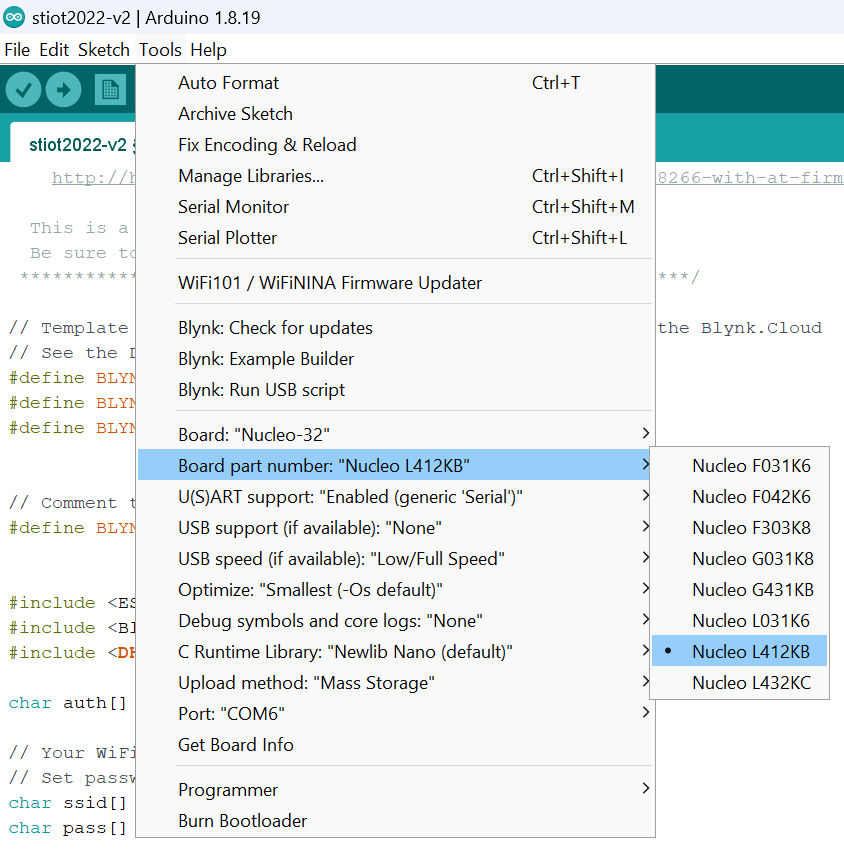 stiot2022-v2 | Arduino 1.8.19
File Edit Sketch Tools Help
stiot2022-v2
Auto Format Ctrl+T
Archive Sketch
Fix Encoding & Reload
Manage Libraries... Ctrl+Shift+I
Serial Monitor Ctrl+Shift+M
Serial Plotter Ctrl+Shift+L
WiFi101 / WiFiNINA Firmware Updater
Blynk: Check for updates
Blynk: Example Builder
Blynk: Run USB script
Board: "Nucleo-32"
Board part number: "Nucleo L412KB"
U(S)ART support: "Enabled (generic 'Serial')"
USB support (if available): "None"
USB speed (if available): "Low/Full Speed"
Optimize: "Smallest (-Os default)"
Debug symbols and core logs: "None"
C Runtime Library: "Newlib Nano (default)"
Upload method: "Mass Storage"
Port: "COM6"
Get Board Info
Programmer
Burn Bootloader
Nucleo F031K6
Nucleo F042K6
Nucleo F303K8
Nucleo G031K8
Nucleo G431KB
Nucleo L031K6
Nucleo L412KB
Nucleo L432KC
http://h 8266-with-at-firm
This is a
Be sure to
*********** ***/
// Template the Blynk.Cloud
// See the
#define BLYN
#define BLYN
#define BLYN
// Comment t
#define BLYN
#include <ES
#include <Bl
#include <DH
char auth[]
// Your WiFi
// Set passw
char ssid[]
char pass[]